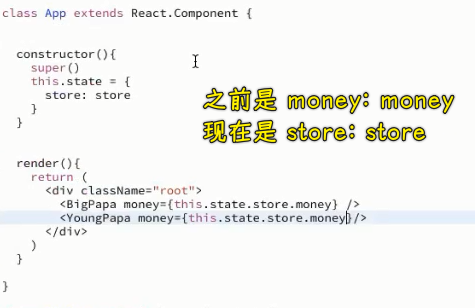 class App extends React.Component {
constructor(){
super()
this.state = {
store: store
}
}
之前是 money: money
现在是 store: store
render(){
return (
<div className="root">
<BigPapa money={this.state.store.money} />
<YoungPapa money={this.state.store.money}/>
</div>
)
}
}